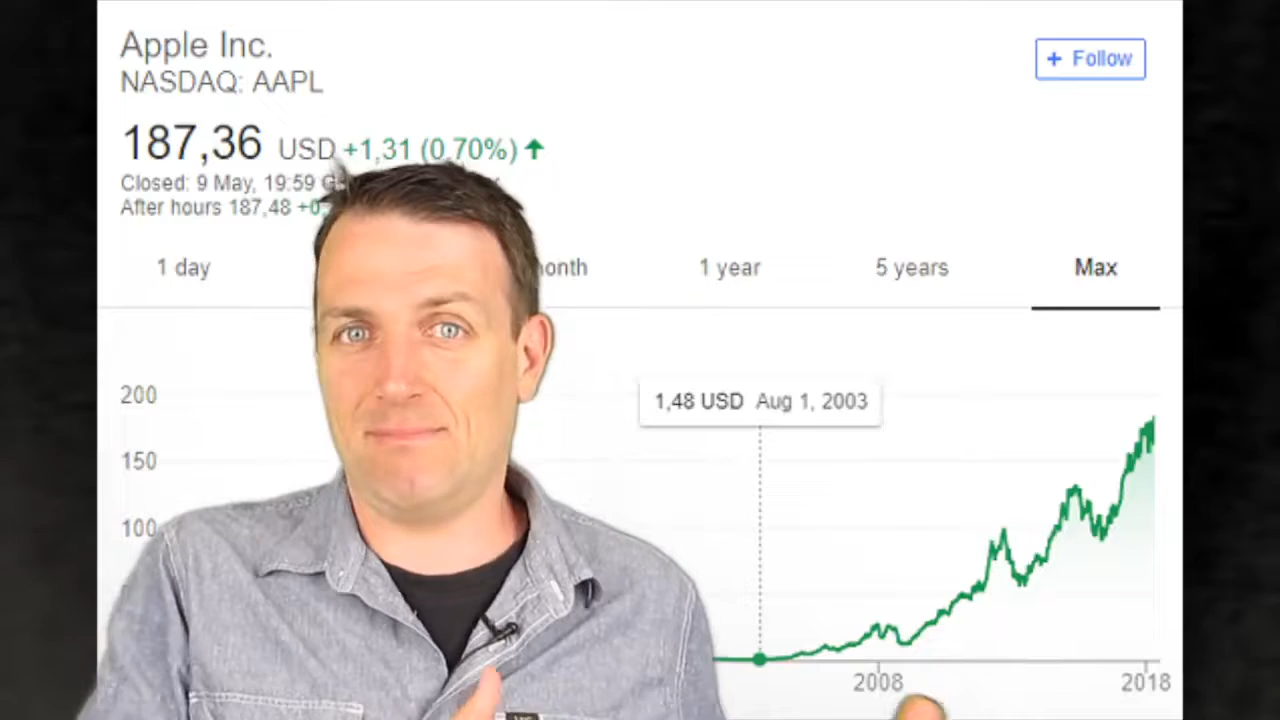 Apple Inc.
+ Follow
NASDAQ: AAPL
187,36 USD +1,31 (0,70%)
Closed: 9 May, 19:59
After hours 187,48
1 day
1 year
5 years
Max
1,48 USD Aug 1, 2003
200
150
100
2008
2018